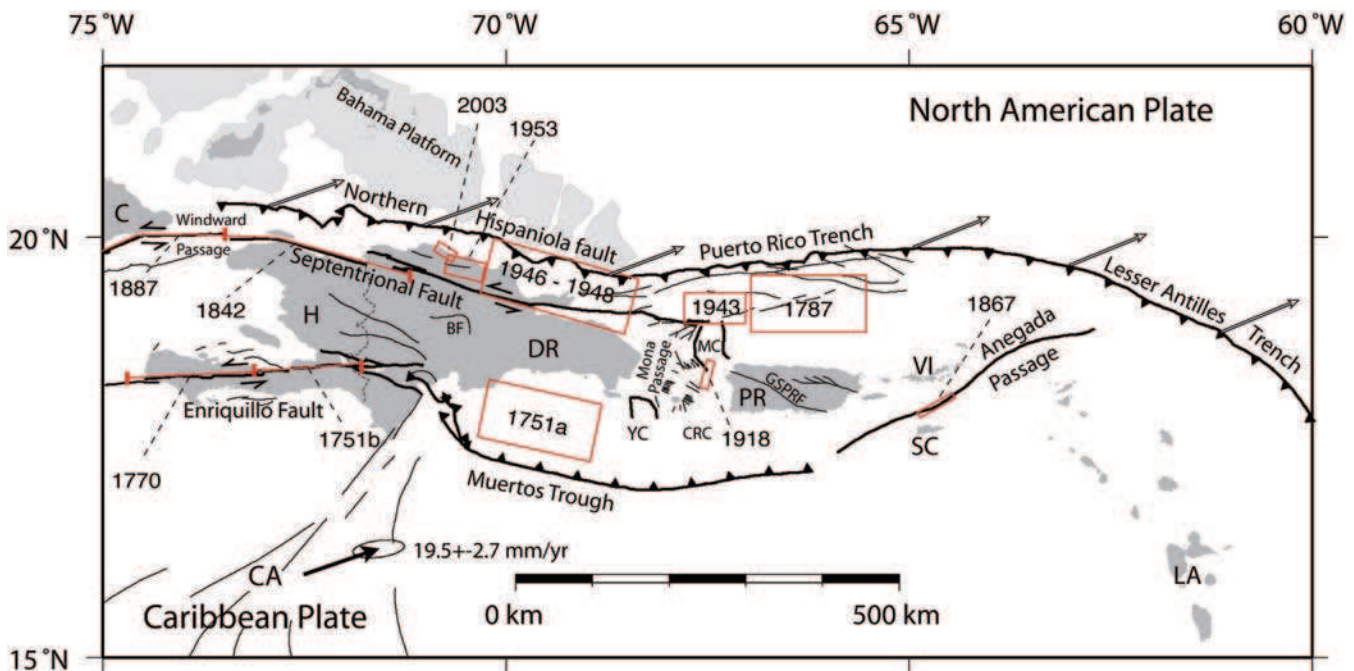 75˚W
70˚W
65˚W
60˚W
2003
1953
North American Plate
Bahama Platform
Northern
Hispaniola fault
Puerto Rico Trench
C
Windward
Passage
20˚N
Septentrional Fault
1946 - 1948
1943
1787
Lesser Antilles
Trench
1887
1842
1867
H
BF
DR
Mona
Passage
MC
VI
Anegada
Passage
GSPRF
PR
Enriquillo Fault
1751b
1751a
YC
CRC
1918
SC
1770
Muertos Trough
19.5+-2.7 mm/yr
CA
LA
Caribbean Plate
0 km
500 km
15˚N